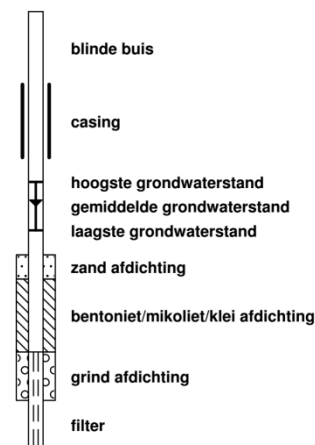 blinde buis
casing
hoogste grondwaterstand
gemiddelde grondwaterstand
laagste grondwaterstand
zand afdichting
bentoniet/mikoliet/klei afdichting
grind afdichting
filter